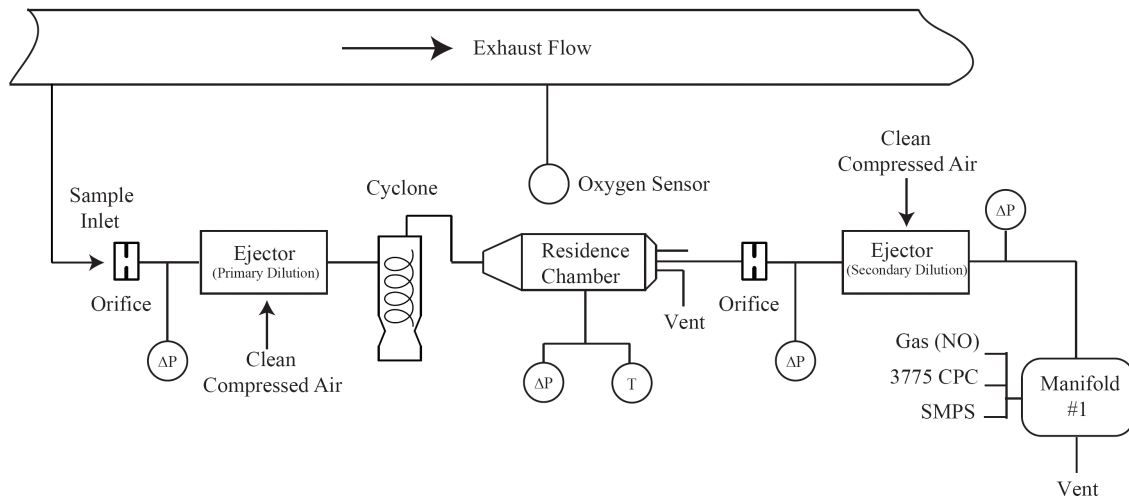 Exhaust Flow
Clean
Compressed Air
Oxygen Sensor
Cyclone
Sample
Inlet
ΔP
Ejector
(Primary Dilution)
Residence
Chamber
Ejector
(Secondary Dilution)
Orifice
Orifice
Vent
ΔP
Clean
Compressed Air
ΔP
T
ΔP
Gas (NO)
3775 CPC
SMPS
Manifold
#1
Vent